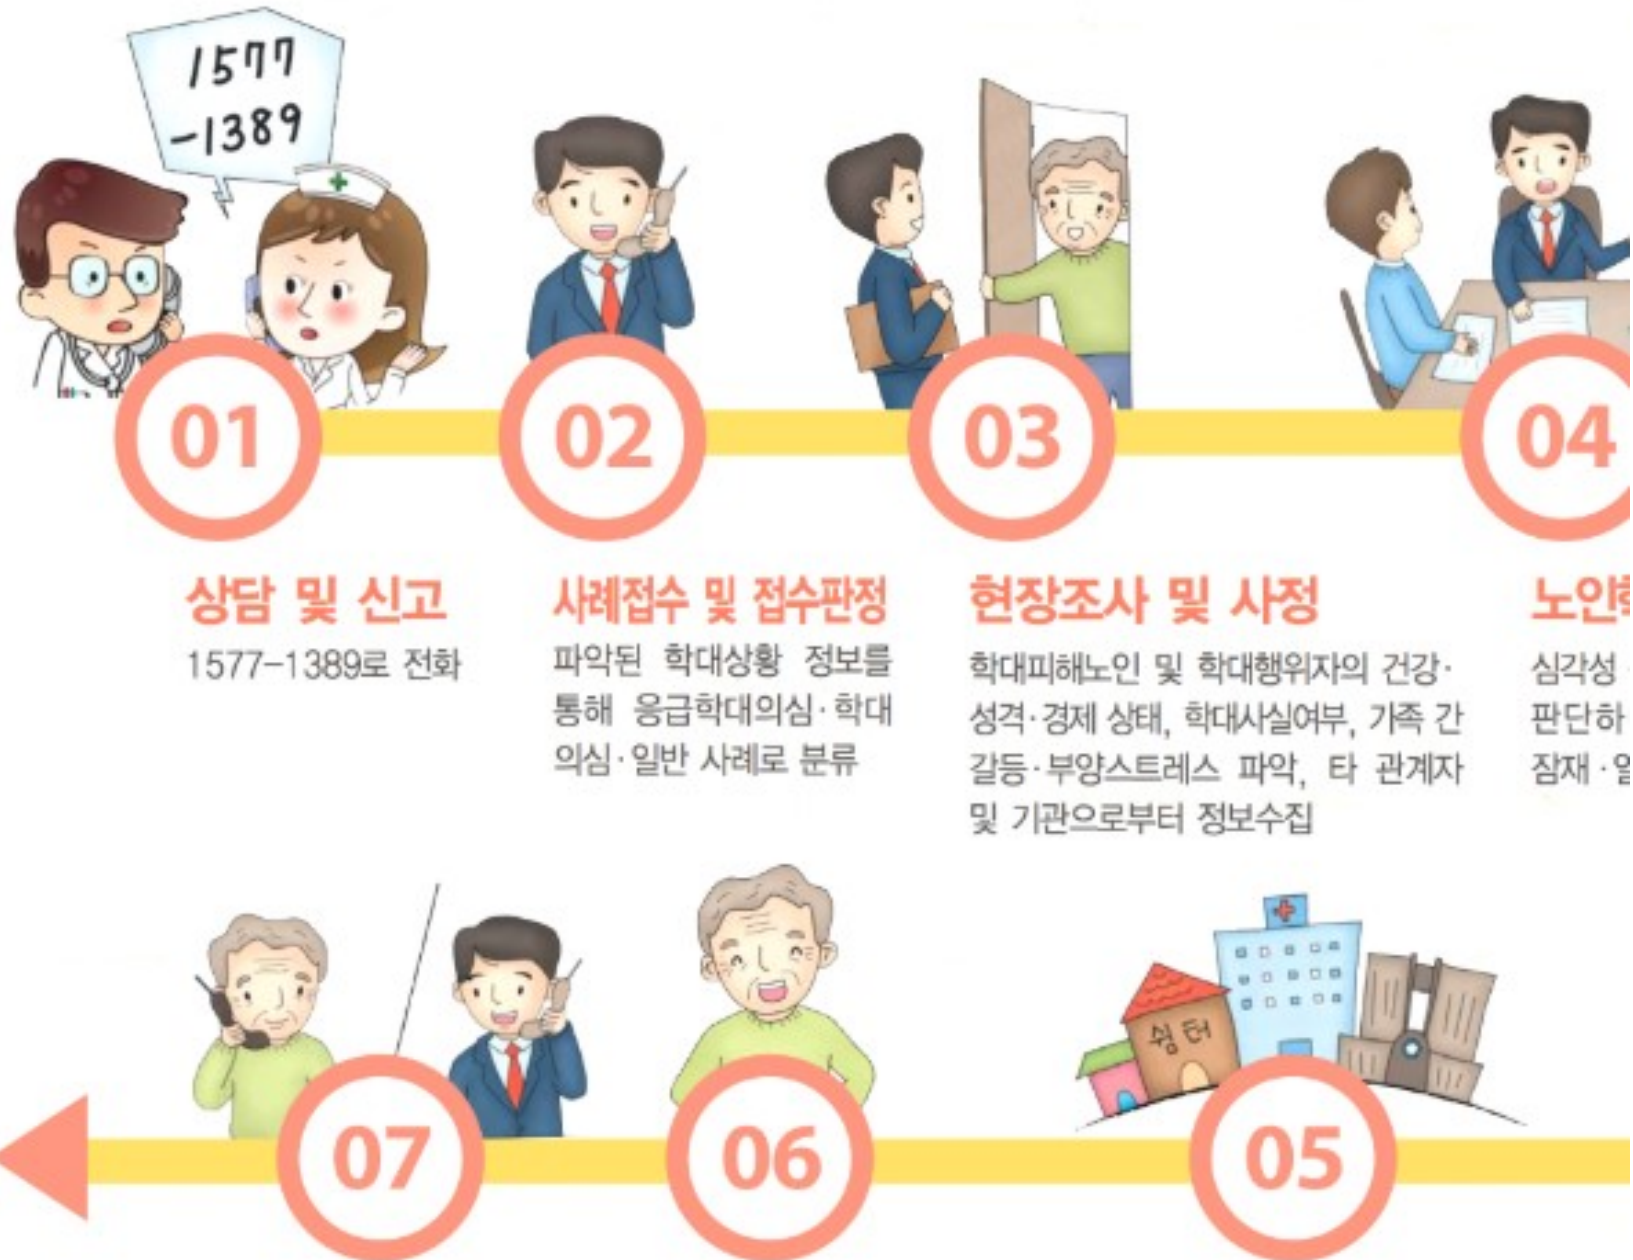 1577
-1389
01
02
03
04
상담 및 신고
1577-1389로 전화
사례접수 및 접수판정
파악된 학대상황 정보를
통해 응급학대의심·학대
의심·일반 사례로 분류
현장조사 및 사정
학대피해노인 및 학대행위자의 건강·
성격·경제 상태, 학대사실여부, 가족 간
갈등·부양스트레스 파악, 타 관계자
및 기관으로부터 정보수집
노인
심각성
판단하
잠재·
쉼터
07
06
05